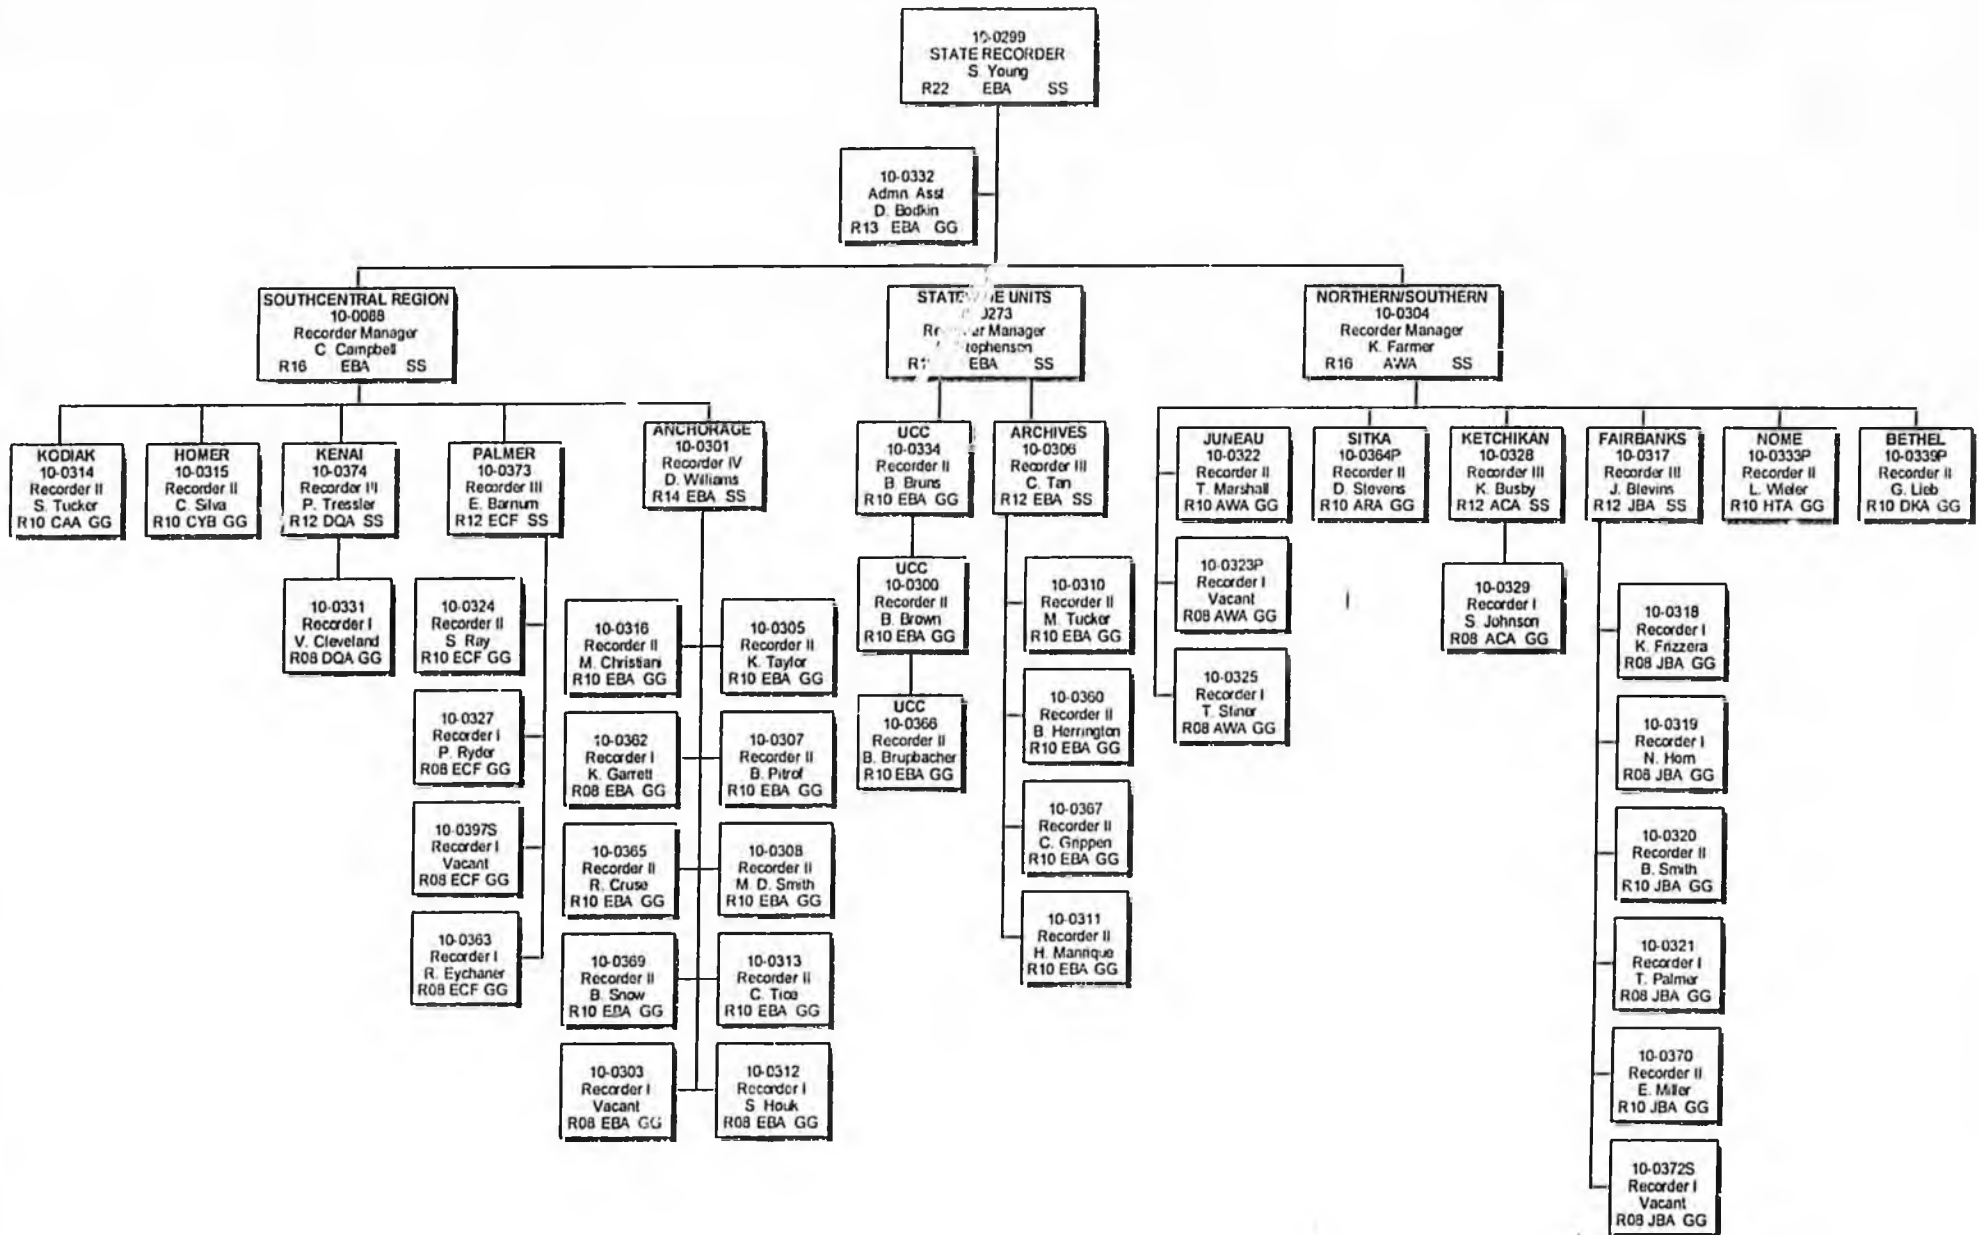 10-0299
STATE RECORDER
S. Young
R22 EBA SS
10-0332
Admn Asst
D. Bodkin
R13 EBA GG
SOUTHCENTRAL REGION
10-0088
Recorder Manager
C. Campbell
R16 EBA SS
UNITS
Manager
EBA SS
NORTHERN/SOUTHERN
10-0304
Recorder Manager
K. Farmer
R16 AWA SS
KODIAK
10-0314
Recorder II
S. Tucker
R10 CAA GG
HOMER
10-0315
Recorder II
C. Silva
R10 CYB GG
KENAI
10-0374
Recorder III
P. Tressler
R12 DQA SS
10-0331
Recorder I
V. Cleveland
R08 DQA GG
PALMER
10-0373
Recorder III
E. Barnum
R12 ECF SS
10-0324
Recorder II
S. Ray
R10 ECF GG
10-0327
Recorder I
P. Ryder
R08 ECF GG
10-0397S
Recorder I
Vacant
R08 ECF GG
10-0363
Recorder I
R. Eychaner
R08 ECF GG
ANCHORAGE
10-0301
Recorder IV
D. Williams
R14 EBA SS
10-0316
Recorder II
M. Christian
R10 EBA GG
10-0305
Recorder II
K. Taylor
R10 EBA GG
10-0362
Recorder I
K. Garrett
R08 EBA GG
10-0307
Recorder II
B. Pitrof
R10 EBA GG
10-0365
Recorder II
R. Cruse
R10 EBA GG
10-0308
Recorder II
M. D. Smith
R10 EBA GG
10-0369
Recorder II
B. Snow
R10 EBA GG
10-0313
Recorder II
C. Tice
R10 EBA GG
10-0303
Recorder I
Vacant
R08 EBA GG
10-0312
Recorder I
S. Houk
R08 EBA GG
UCC
10-0334
Recorder II
B. Bruns
R10 EBA GG
UCC
10-0300
Recorder II
B. Brown
R10 EBA GG
UCC
10-0366
Recorder II
B. Brupbacher
R10 EBA GG
ARCHIVES
10-0306
Recorder III
C. Tan
R12 EBA SS
10-0310
Recorder II
M. Tucker
R10 EBA GG
10-0360
Recorder II
B. Herrington
R10 EBA GG
10-0367
Recorder II
C. Grippen
R10 EBA GG
10-0311
Recorder II
H. Manrique
R10 EBA GG
JUNEAU
10-0322
Recorder II
T. Marshall
R10 AWA GG
10-0323P
Recorder I
Vacant
R08 AWA GG
10-0325
Recorder I
T. Stiner
R08 AWA GG
SITKA
10-0364P
Recorder II
D. Stevens
R10 ARA GG
KETCHIKAN
10-0328
Recorder III
K. Busby
R12 ACA SS
10-0329
Recorder I
S. Johnson
R08 ACA GG
FAIRBANKS
10-0317
Recorder III
J. Blevins
R12 JBA SS
10-0318
Recorder I
K. Frizzera
R08 JBA GG
10-0319
Recorder I
N. Horn
R08 JBA GG
10-0320
Recorder II
B. Smith
R10 JBA GG
10-0321
Recorder I
T. Palmer
R08 JBA GG
10-0370
Recorder II
E. Miller
R10 JBA GG
10-0372S
Recorder I
Vacant
R08 JBA GG
NOME
10-0333P
Recorder II
L. Wieler
R10 HTA GG
BETHEL
10-0339P
Recorder II
G. Lieb
R10 DKA GG